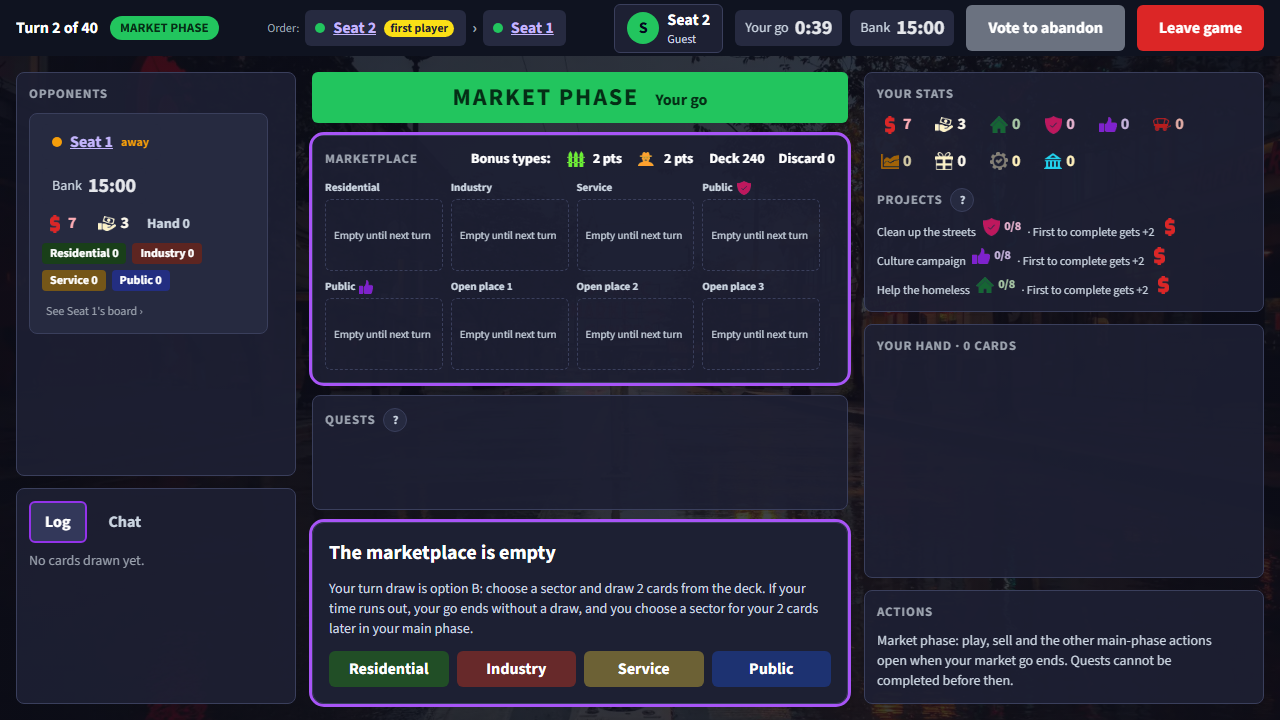 Turn 2 of 40 MARKET PHASE Order: Seat 2 first player › Seat 1 S Seat 2 Guest Your go 0:39 Bank 15:00 Vote to abandon Leave game
OPPONENTS
Seat 1 away
Bank 15:00
7 3 Hand 0
Residential 0 Industry 0
Service 0 Public 0
See Seat 1's board ›
Log Chat
No cards drawn yet.
MARKET PHASE Your go
MARKETPLACE Bonus types: 2 pts 2 pts Deck 240 Discard 0
Residential Industry Service Public
Empty until next turn Empty until next turn Empty until next turn Empty until next turn
Public Open place 1 Open place 2 Open place 3
Empty until next turn Empty until next turn Empty until next turn Empty until next turn
QUESTS ?
The marketplace is empty
Your turn draw is option B: choose a sector and draw 2 cards from the deck. If your
time runs out, your go ends without a draw, and you choose a sector for your 2 cards
later in your main phase.
Residential Industry Service Public
YOUR STATS
7 3 0 0 0 0
0 0 0 0
PROJECTS ?
Clean up the streets 0/8 · First to complete gets +2
Culture campaign 0/8 · First to complete gets +2
Help the homeless 0/8 · First to complete gets +2
YOUR HAND · 0 CARDS
ACTIONS
Market phase: play, sell and the other main-phase actions
open when your market go ends. Quests cannot be
completed before then.